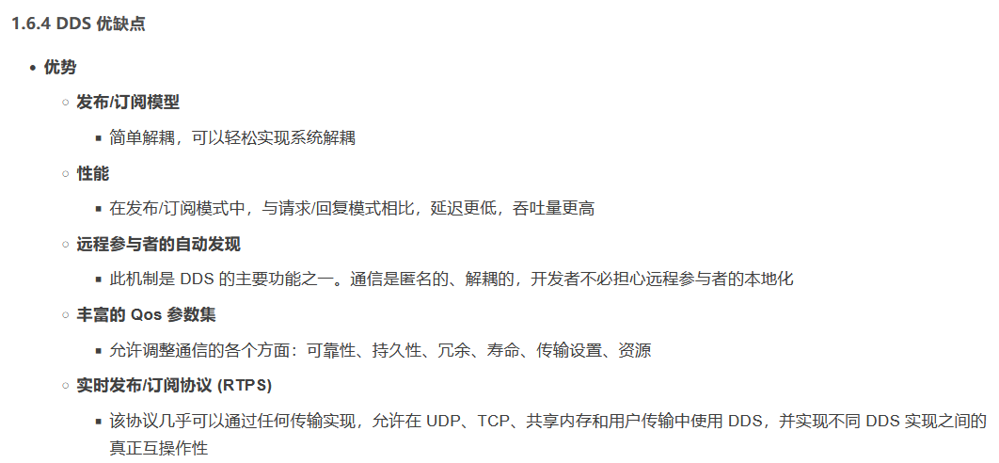 1.6.4 DDS 优缺点
优势
发布/订阅模型
简单解耦，可以轻松实现系统解耦
性能
在发布/订阅模式中，与请求/回复模式相比，延迟更低，吞吐量更高
远程参与者的自动发现
此机制是 DDS 的主要功能之一。通信是匿名的、解耦的，开发者不必担心远程参与者的本地化
丰富的 Qos 参数集
允许调整通信的各个方面：可靠性、持久性、冗余、寿命、传输设置、资源
实时发布/订阅协议 (RTPS)
该协议几乎可以通过任何传输实现，允许在 UDP、TCP、共享内存和用户传输中使用 DDS，并实现不同 DDS 实现之间的
真正互操作性